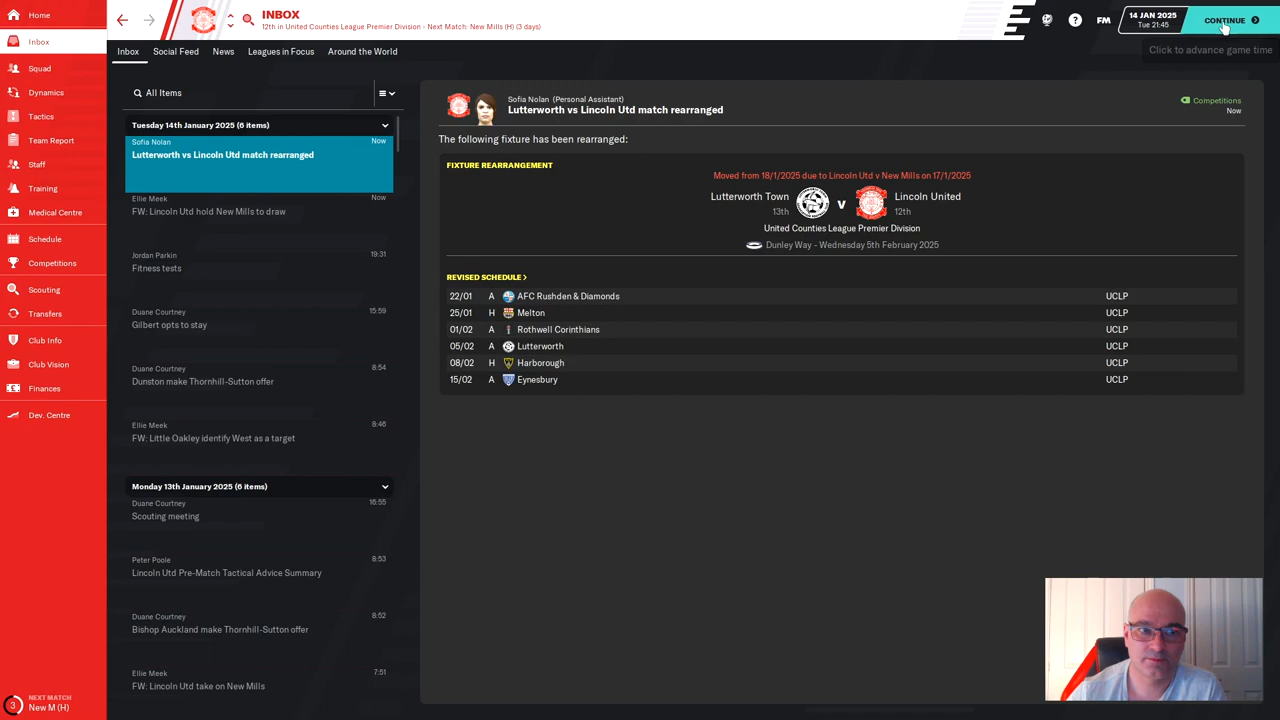 Home
Inbox
Squad
Dynamics
Tactics
Team Report
Staff
Training
Medical Centre
Schedule
Competitions
Scouting
Transfers
Club Info
Club Vision
Finances
Dev. Centre
3
NEXT MATCH
New M (H)
INBOX
12th in United Counties League Premier Division - Next Match: New Mills (H) (3 days)
?
FM
14 JAN 2025
Tue 21:45
CONTINUE
Click to advance game time
Inbox
Social Feed
News
Leagues in Focus
Around the World
All Items
Tuesday 14th January 2025 (6 items)
Sofia Nolan
Now
Lutterworth vs Lincoln Utd match rearranged
Ellie Meek
Now
FW: Lincoln Utd hold New Mills to draw
Jordan Parkin
19:31
Fitness tests
Duane Courtney
15:59
Gilbert opts to stay
Duane Courtney
8:54
Dunston make Thornhill-Sutton offer
Ellie Meek
8:46
FW: Little Oakley identify West as a target
Monday 13th January 2025 (6 items)
Duane Courtney
16:55
Scouting meeting
Peter Poole
8:53
Lincoln Utd Pre-Match Tactical Advice Summary
Duane Courtney
8:52
Bishop Auckland make Thornhill-Sutton offer
Ellie Meek
7:51
FW: Lincoln Utd take on New Mills
Sofia Nolan (Personal Assistant)
Lutterworth vs Lincoln Utd match rearranged
Competitions
Now
The following fixture has been rearranged:
FIXTURE REARRANGEMENT
Moved from 18/1/2025 due to Lincoln Utd v New Mills on 17/1/2025
Lutterworth Town
13th
v
Lincoln United
12th
United Counties League Premier Division
Dunley Way - Wednesday 5th February 2025
REVISED SCHEDULE >
22/01 A AFC Rushden & Diamonds UCLP
25/01 H Melton UCLP
01/02 A Rothwell Corinthians UCLP
05/02 A Lutterworth UCLP
08/02 H Harborough UCLP
15/02 A Eynesbury UCLP